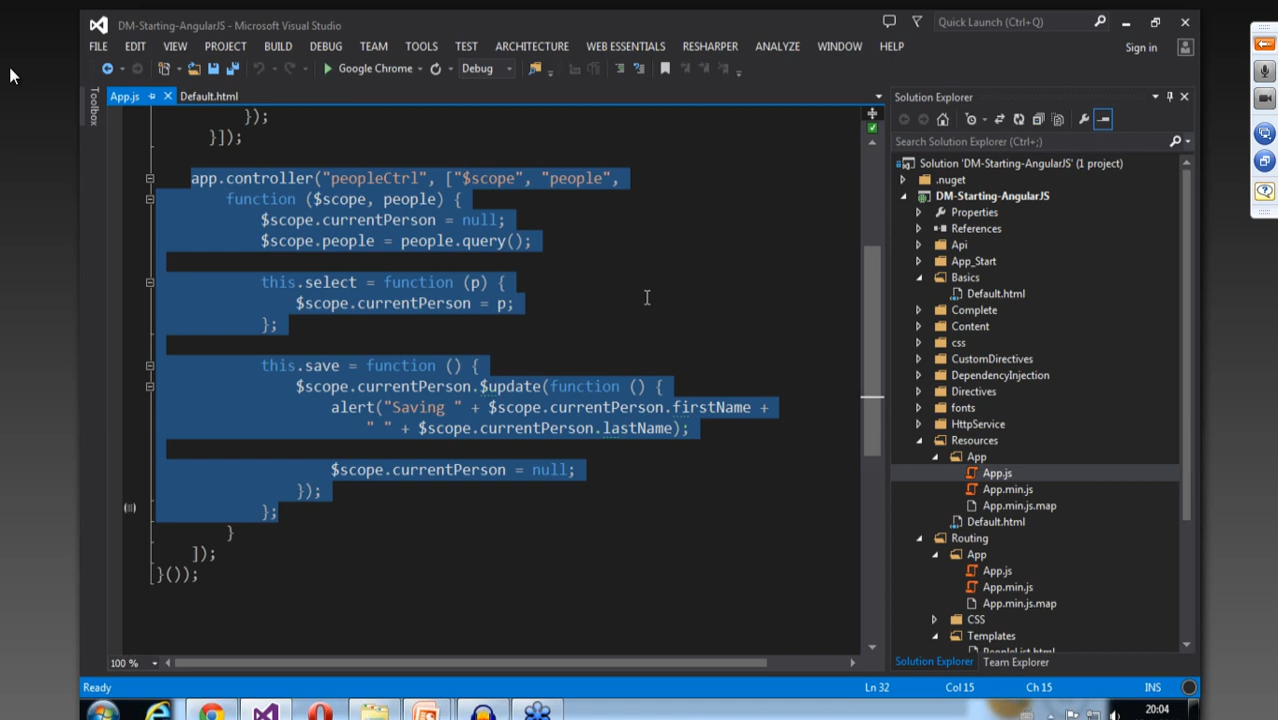 DM-Starting-AngularJS - Microsoft Visual Studio
Quick Launch (Ctrl+Q)
FILE EDIT VIEW PROJECT BUILD DEBUG TEAM TOOLS TEST ARCHITECTURE WEB ESSENTIALS RESHARPER ANALYZE WINDOW HELP
Sign in
Google Chrome Debug
Toolbox
App.js Default.html
});
}]);
app.controller("peopleCtrl", ["$scope", "people",
function ($scope, people) {
$scope.currentPerson = null;
$scope.people = people.query();
this.select = function (p) {
$scope.currentPerson = p;
};
this.save = function () {
$scope.currentPerson.$update(function () {
alert("Saving " + $scope.currentPerson.firstName +
" " + $scope.currentPerson.lastName);
$scope.currentPerson = null;
});
};
}
]);
}());
100 %
Solution Explorer
Search Solution Explorer (Ctrl+;)
Solution 'DM-Starting-AngularJS' (1 project)
.nuget
DM-Starting-AngularJS
Properties
References
Api
App_Start
Basics
Default.html
Complete
Content
css
CustomDirectives
DependencyInjection
Directives
fonts
HttpService
Resources
App
App.js
App.min.js
App.min.js.map
Default.html
Routing
App
App.js
App.min.js
App.min.js.map
CSS
Templates
PeopleList.html
Solution Explorer Team Explorer
Ready Ln 32 Col 15 Ch 15 INS
20:04